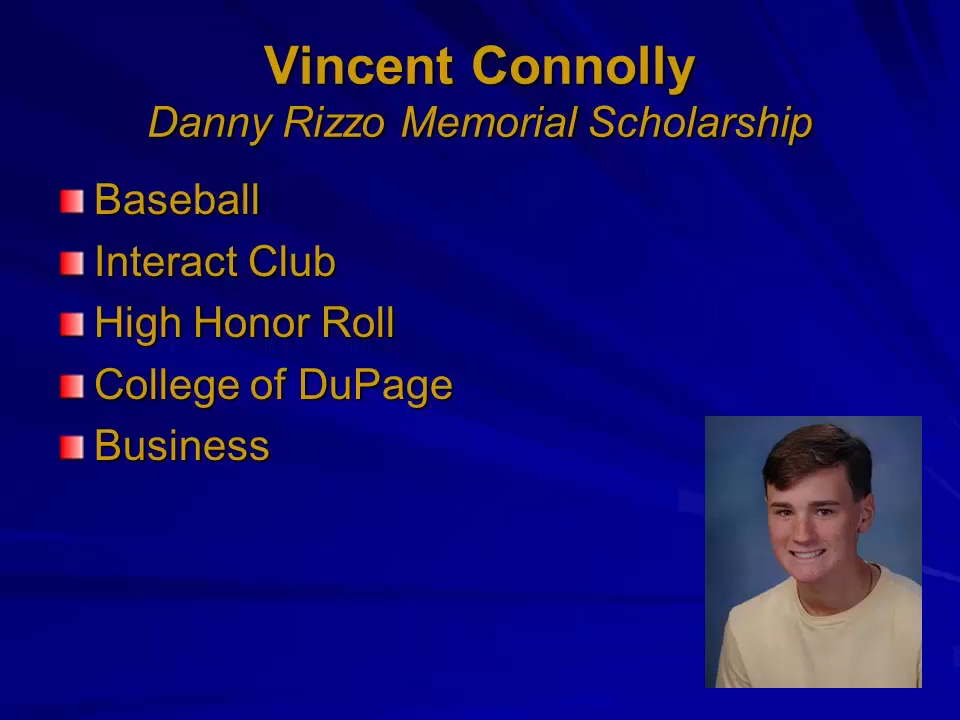 Vincent Connolly
Danny Rizzo Memorial Scholarship
Baseball
Interact Club
High Honor Roll
College of DuPage
Business